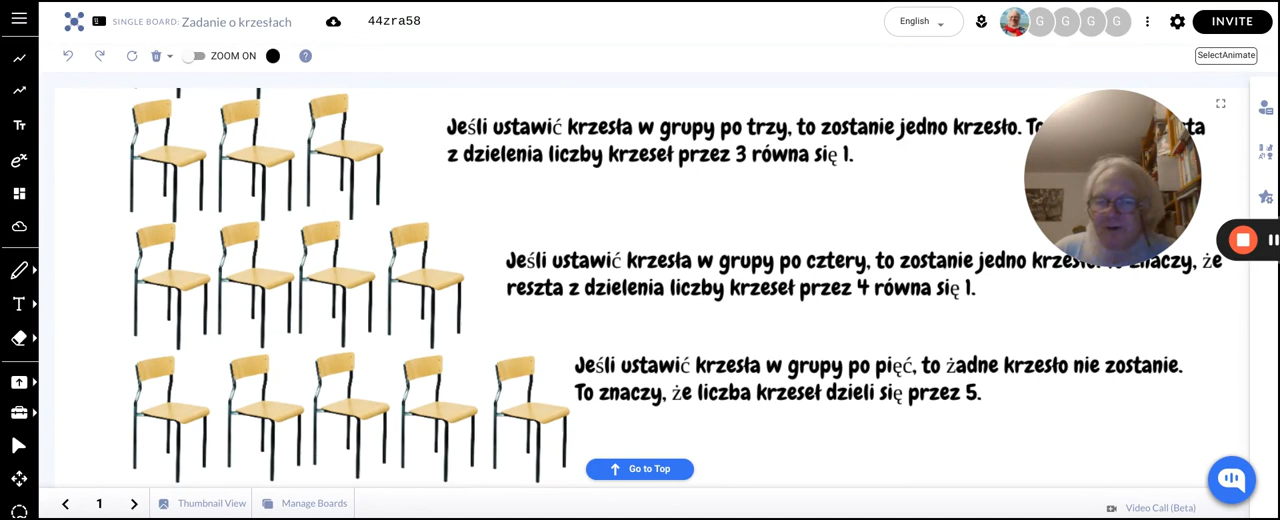 SINGLE BOARD: Zadanie o krzesłach
44zra58
English
G G G G
INVITE
ZOOM ON
SelectAnimate
Jeśli ustawić krzesła w grupy po trzy, to zostanie jedno krzesło.
z dzielenia liczby krzeseł przez 3 równa się 1.
Jeśli ustawić krzesła w grupy po cztery, to zostanie jedno krzesło. To znaczy, że
reszta z dzielenia liczby krzeseł przez 4 równa się 1.
Jeśli ustawić krzesła w grupy po pięć, to żadne krzesło nie zostanie.
To znaczy, że liczba krzeseł dzieli się przez 5.
Go to Top
1
Thumbnail View
Manage Boards
Video Call (Beta)